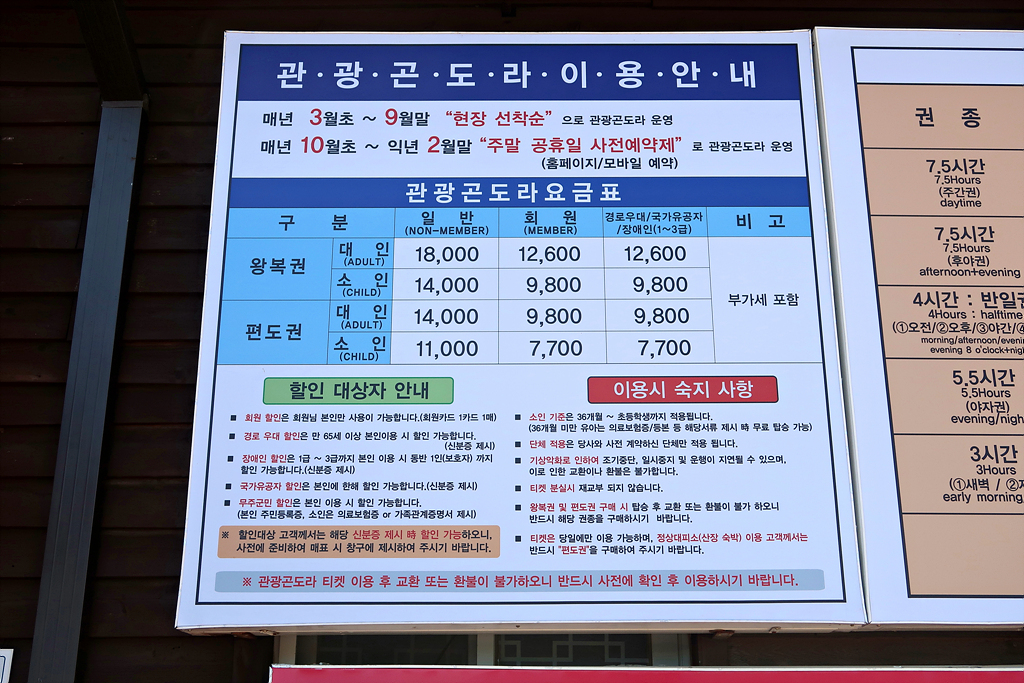 관·광·곤·도·라·이·용·안·내
매년 3월초 ~ 9월말 “현장 선착순” 으로 관광곤도라 운영
매년 10월초 ~ 익년 2월말 “주말 공휴일 사전예약제” 로 관광곤도라 운영
(홈페이지/모바일 예약)
관광곤도라요금표
구 분 일 반 (NON-MEMBER) 회 원 (MEMBER) 경로우대/국가유공자/장애인(1~3급) 비 고
왕복권 대 인 (ADULT) 18,000 12,600 12,600 부가세 포함
소 인 (CHILD) 14,000 9,800 9,800
편도권 대 인 (ADULT) 14,000 9,800 9,800
소 인 (CHILD) 11,000 7,700 7,700
할인 대상자 안내
■ 회원 할인은 회원님 본인만 사용이 가능합니다.(회원카드 1카드 1매)
■ 경로 우대 할인은 만 65세 이상 본인이용 시 할인 가능합니다.
(신분증 제시)
■ 장애인 할인은 1급 ~ 3급까지 본인 이용 시 동반 1인(보호자) 까지
할인 가능합니다.(신분증 제시)
■ 국가유공자 할인은 본인에 한해 할인 가능합니다.(신분증 제시)
■ 무주군민 할인은 본인 이용 시 할인 가능합니다.
(본인 주민등록증, 소인은 의료보험증 or 가족관계증명서 제시)
※ 할인대상 고객께서는 해당 신분증 제시 時 할인 가능하오니,
사전에 준비하여 매표 시 창구에 제시하여 주시기 바랍니다.
이용시 숙지 사항
■ 소인 기준은 36개월 ~ 초등학생까지 적용됩니다.
(36개월 미만 유아는 의료보험증/등본 등 해당서류 제시 時 무료 탑승 가능)
■ 단체 적용은 당사와 사전 계약하신 단체만 적용 됩니다.
■ 기상악화로 인하여 조기중단, 일시중지 및 운행이 지연될 수 있으며,
이로 인한 교환이나 환불은 불가합니다.
■ 티켓 분실시 재교부 되지 않습니다.
■ 왕복권 및 편도권 구매 시 탑승 후 교환 또는 환불이 불가 하오니
반드시 해당 권종을 구매하시기 바랍니다.
■ 티켓은 당일에만 이용 가능하며, 정상대피소(산장 숙박) 이용 고객께서는
반드시 “편도권”을 구매하여 주시기 바랍니다.
※ 관광곤도라 티켓 이용 후 교환 또는 환불이 불가하오니 반드시 사전에 확인 후 이용하시기 바랍니다.
권 종
7.5시간
7.5Hours
(주간권)
daytime
7.5시간
7.5Hours
(후야권)
afternoon+evening
4시간 : 반일권
4Hours : halftime
(①오전/②오후/③야간/④
morning/afternoon/evenin
evening 8 o'clock+nigh
5.5시간
5.5Hours
(야자권)
evening/nigh
3시간
3Hours
(①새벽 / ②
early morning